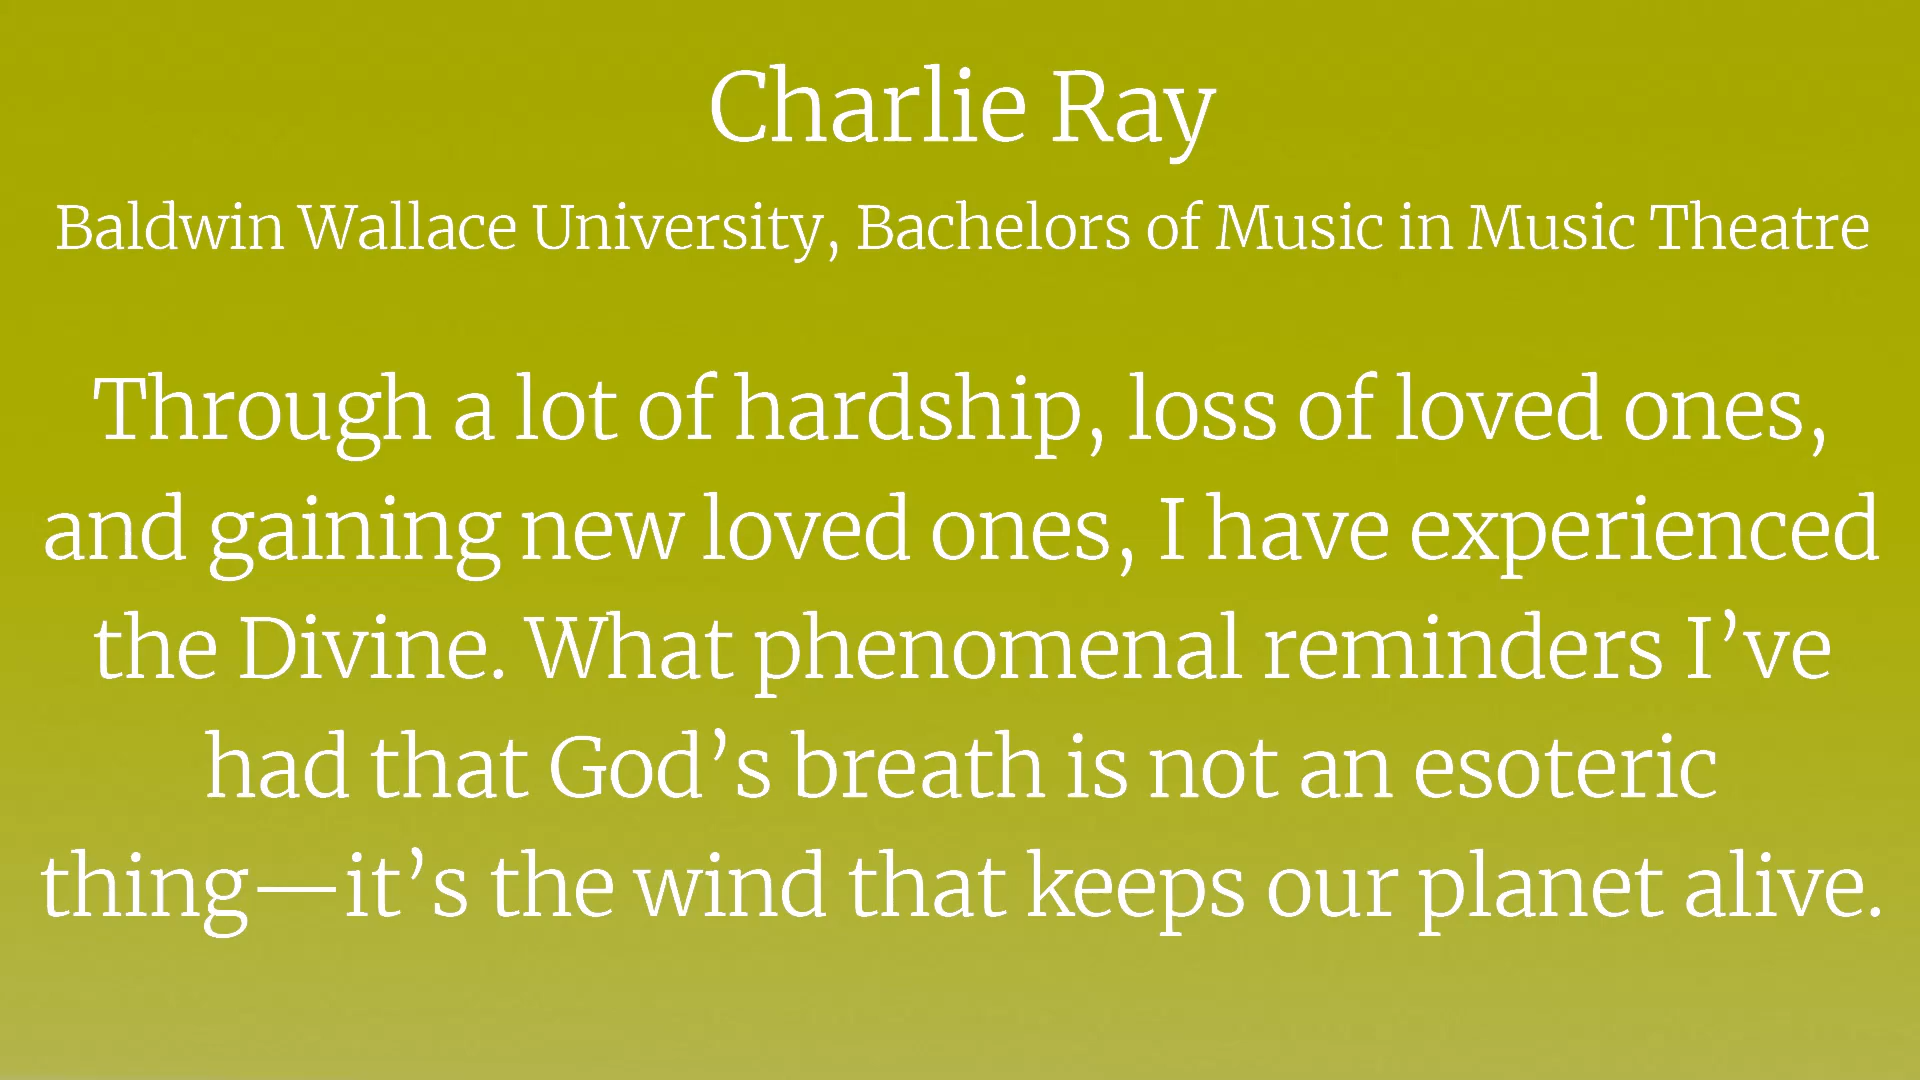 Charlie Ray
Baldwin Wallace University, Bachelors of Music in Music Theatre
Through a lot of hardship, loss of loved ones,
and gaining new loved ones, I have experienced
the Divine. What phenomenal reminders I’ve
had that God’s breath is not an esoteric
thing—it’s the wind that keeps our planet alive.